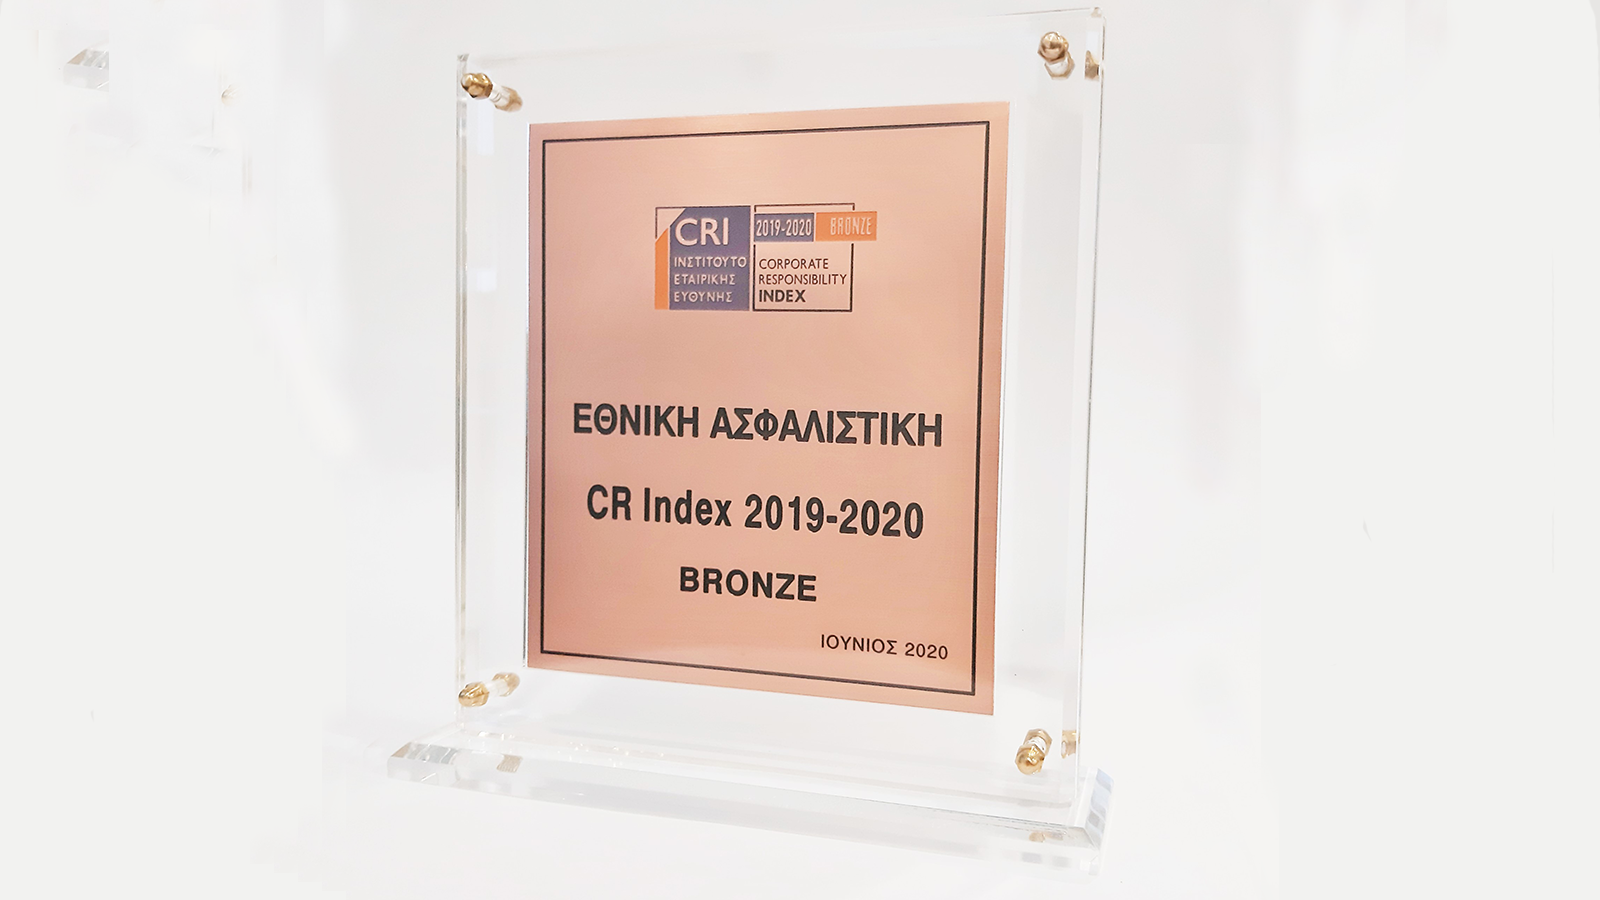 CRI
ΙΝΣΤΙΤΟΥΤΟ
ΕΤΑΙΡΙΚΗΣ
ΕΥΘΥΝΗΣ
2019-2020 BRONZE
CORPORATE
RESPONSIBILITY
INDEX
ΕΘΝΙΚΗ ΑΣΦΑΛΙΣΤΙΚΗ
CR Index 2019-2020
BRONZE
ΙΟΥΝΙΟΣ 2020